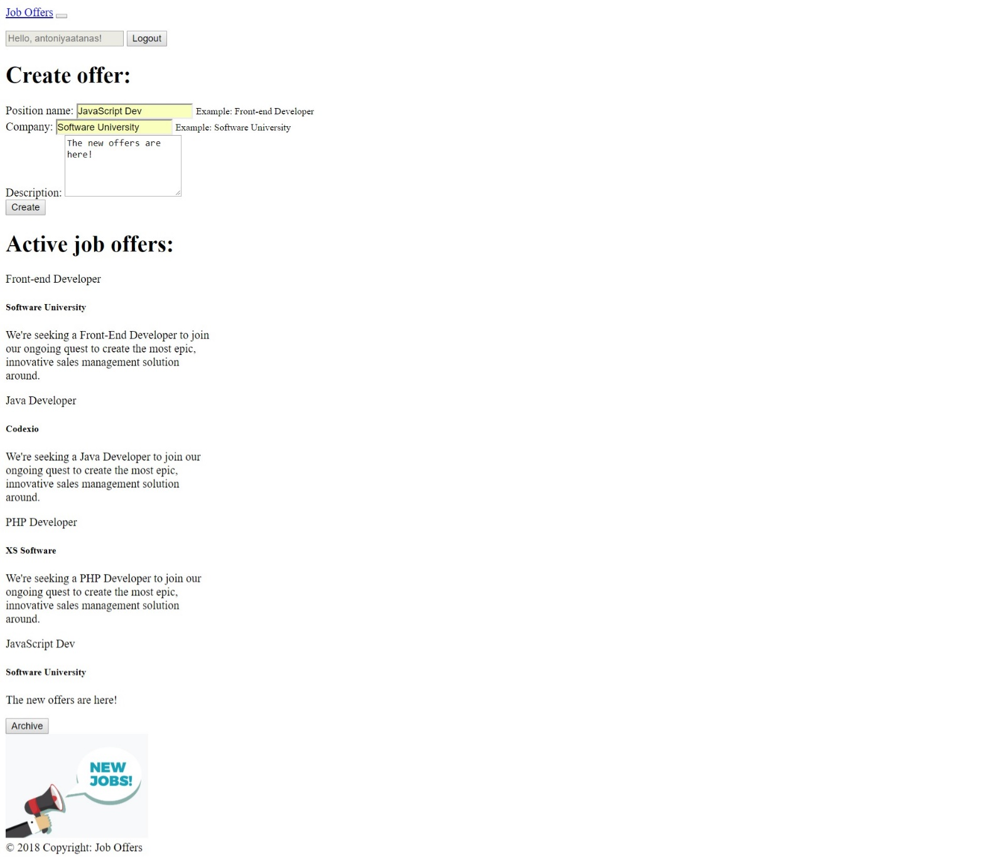 Job Offers
Hello, antoniyaatanas! Logout
Create offer:
Position name: JavaScript Dev Example: Front-end Developer
Company: Software University Example: Software University
The new offers are
here!
Description:
Create
Active job offers:
Front-end Developer
Software University
We're seeking a Front-End Developer to join
our ongoing quest to create the most epic,
innovative sales management solution
around.
Java Developer
Codexio
We're seeking a Java Developer to join our
ongoing quest to create the most epic,
innovative sales management solution
around.
PHP Developer
XS Software
We're seeking a PHP Developer to join our
ongoing quest to create the most epic,
innovative sales management solution
around.
JavaScript Dev
Software University
The new offers are here!
Archive
NEW
JOBS!
© 2018 Copyright: Job Offers